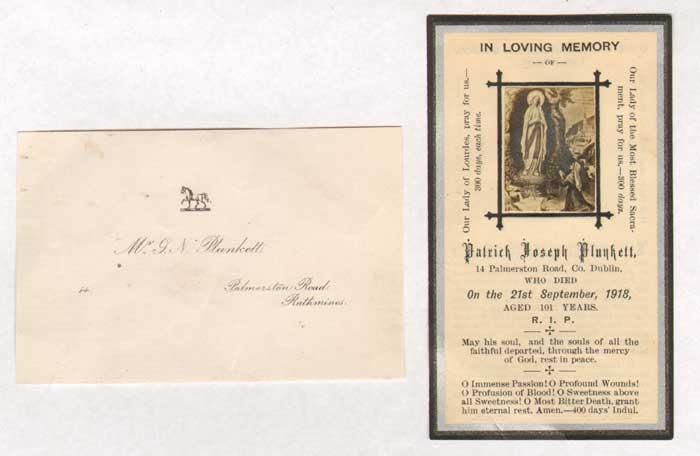 Mr G. N. Plunkett.
14. Palmerston Road,
Rathmines.
IN LOVING MEMORY
— OF —
Our Lady of Lourdes, pray for us.—
300 days, each time.
Our Lady of the Most Blessed Sacra-
ment, pray for us,—300 days.
Patrick Joseph Plunkett,
14 Palmerston Road, Co. Dublin,
WHO DIED
On the 21st September, 1918,
AGED 101 YEARS.
R. I. P.
May his soul, and the souls of all the
faithful departed, through the mercy
of God, rest in peace.
O Immense Passion! O Profound Wounds!
O Profusion of Blood! O Sweetness above
all Sweetness! O Most Bitter Death, grant
him eternal rest, Amen.—400 days' Indul.